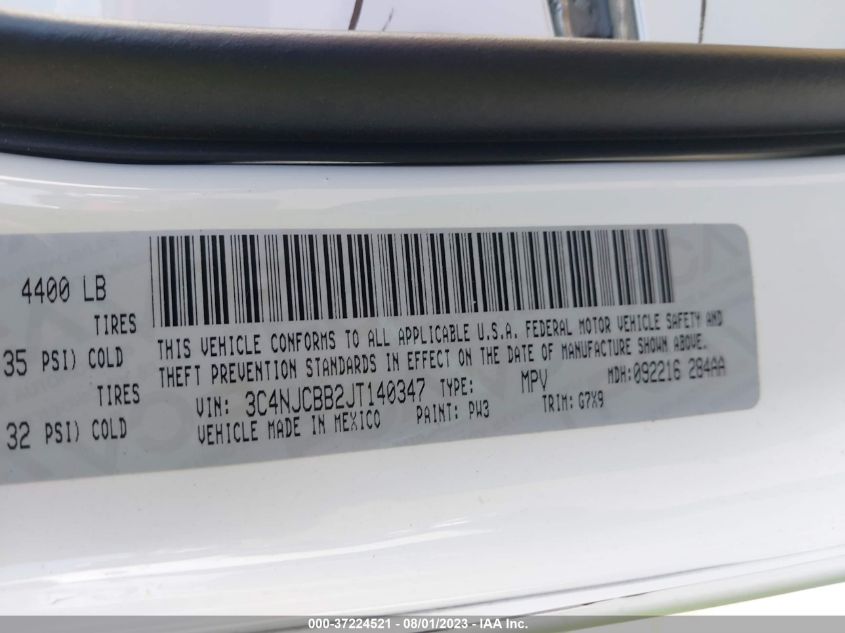 4400 LB
TIRES
35 PSI) COLD
TIRES
32 PSI) COLD
THIS VEHICLE CONFORMS TO ALL APPLICABLE U.S.A. FEDERAL MOTOR VEHICLE SAFETY AND
THEFT PREVENTION STANDARDS IN EFFECT ON THE DATE OF MANUFACTURE SHOWN ABOVE.
VIN: 3C4NJCBB2JT140347 TYPE: MPV MDH:092216 284AA
VEHICLE MADE IN MEXICO PAINT: PW3 TRIM: G7X9
000-37224521 - 08/01/2023 - IAA Inc.